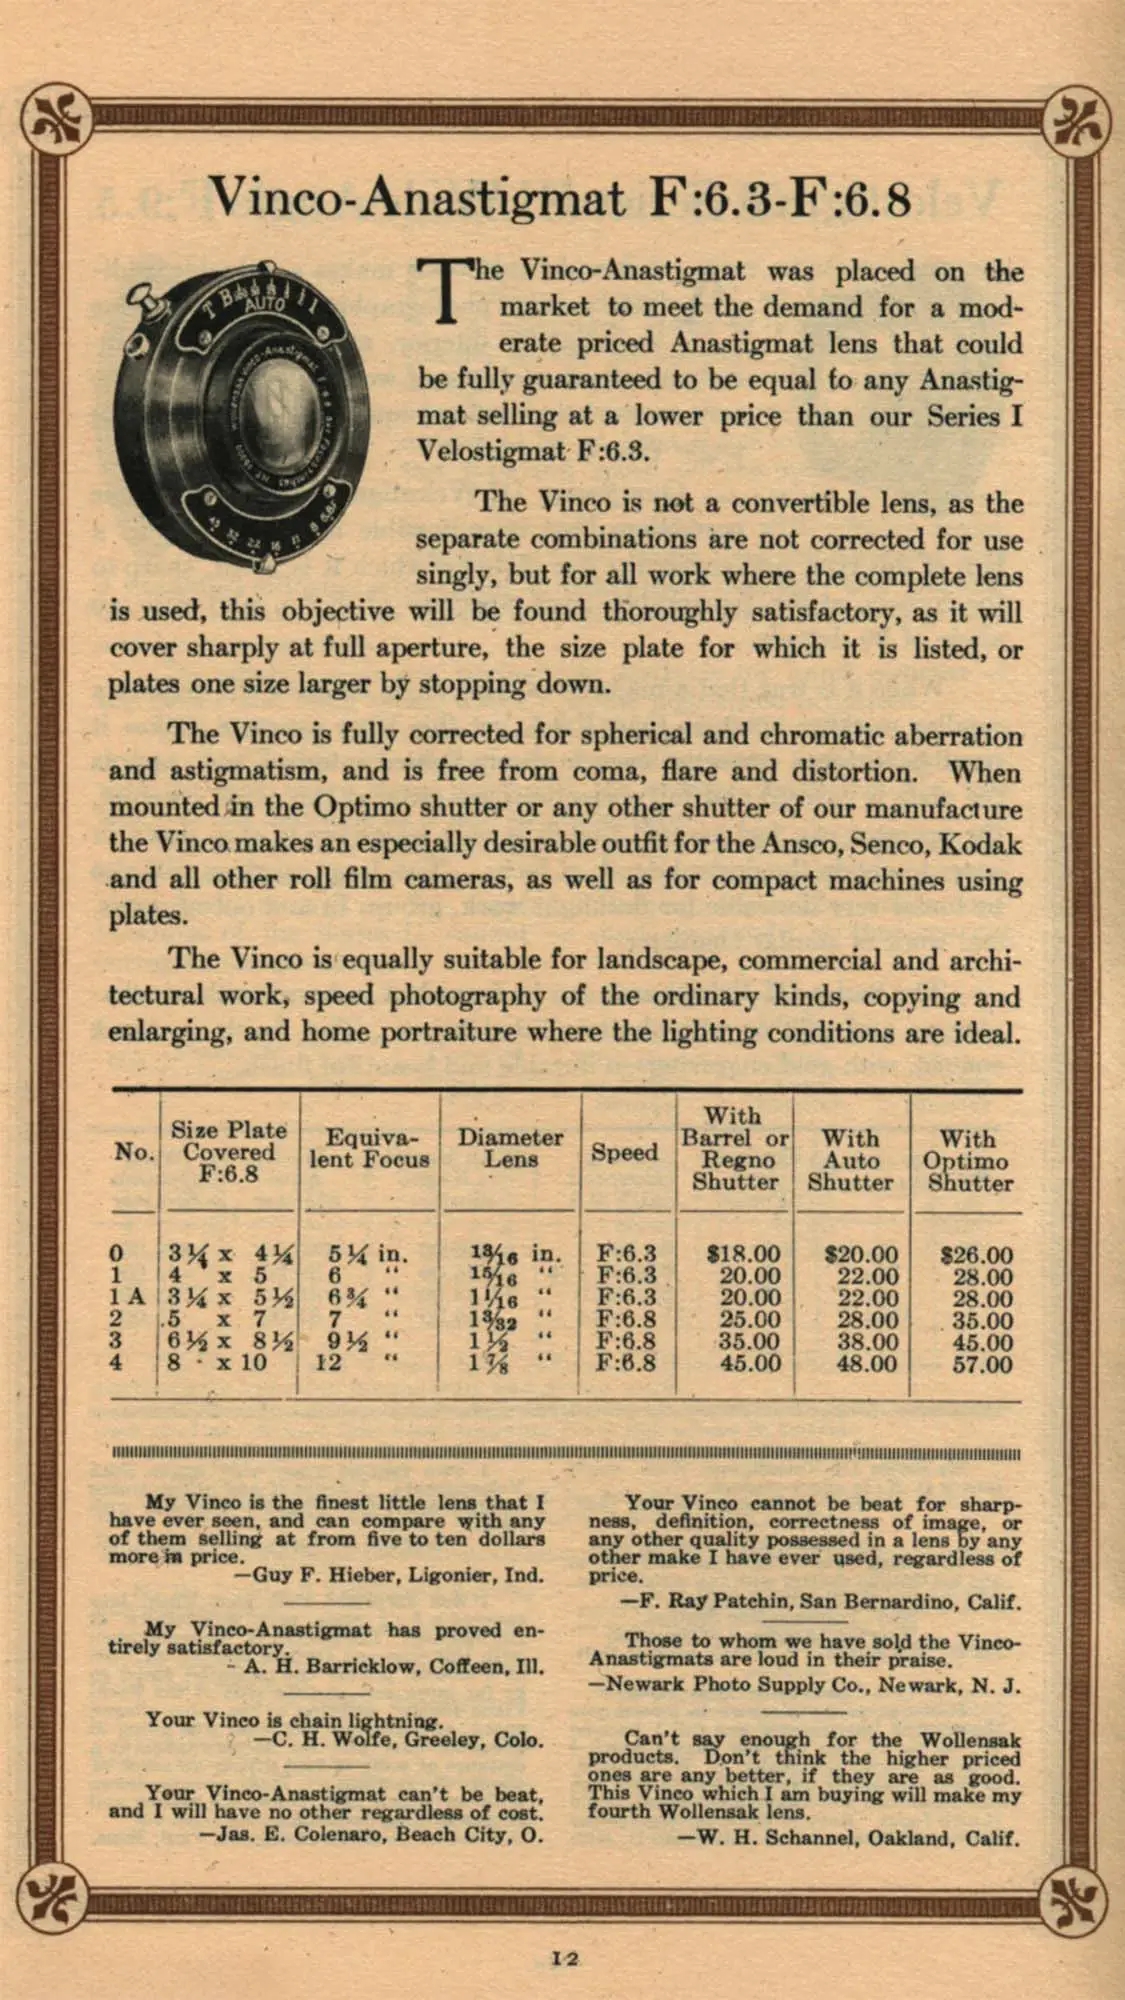 Vinco-Anastigmat F:6.3-F:6.8
The Vinco-Anastigmat was placed on the
market to meet the demand for a mod-
erate priced Anastigmat lens that could
be fully guaranteed to be equal to any Anastig-
mat selling at a lower price than our Series I
Velostigmat F:6.3.
The Vinco is not a convertible lens, as the
separate combinations are not corrected for use
singly, but for all work where the complete lens
is used, this objective will be found thoroughly satisfactory, as it will
cover sharply at full aperture, the size plate for which it is listed, or
plates one size larger by stopping down.
The Vinco is fully corrected for spherical and chromatic aberration
and astigmatism, and is free from coma, flare and distortion. When
mounted in the Optimo shutter or any other shutter of our manufacture
the Vinco makes an especially desirable outfit for the Ansco, Senco, Kodak
and all other roll film cameras, as well as for compact machines using
plates.
The Vinco is equally suitable for landscape, commercial and archi-
tectural work, speed photography of the ordinary kinds, copying and
enlarging, and home portraiture where the lighting conditions are ideal.
T B AUTO
No. | Size Plate Covered F:6.8 | Equiva-lent Focus | Diameter Lens | Speed | With Barrel or Regno Shutter | With Auto Shutter | With Optimo Shutter
0 3¼ x 4¼ 5¼ in. 13/16 in. F:6.3 $18.00 $20.00 $26.00
1 4 x 5 6 " 15/16 " F:6.3 20.00 22.00 28.00
1 A 3¼ x 5½ 6¾ " 1 1/16 " F:6.3 20.00 22.00 28.00
2 5 x 7 7 " 1 3/32 " F:6.8 25.00 28.00 35.00
3 6½ x 8½ 9½ " 1½ " F:6.8 35.00 38.00 45.00
4 8 x 10 12 " 1⅞ " F:6.8 45.00 48.00 57.00
My Vinco is the finest little lens that I
have ever seen, and can compare with any
of them selling at from five to ten dollars
more in price.
—Guy F. Hieber, Ligonier, Ind.
My Vinco-Anastigmat has proved en-
tirely satisfactory.
- A. H. Barricklow, Coffeen, Ill.
Your Vinco is chain lightning.
—C. H. Wolfe, Greeley, Colo.
Your Vinco-Anastigmat can't be beat,
and I will have no other regardless of cost.
—Jas. E. Colenaro, Beach City, O.
Your Vinco cannot be beat for sharp-
ness, definition, correctness of image, or
any other quality possessed in a lens by any
other make I have ever used, regardless of
price.
—F. Ray Patchin, San Bernardino, Calif.
Those to whom we have sold the Vinco-
Anastigmats are loud in their praise.
—Newark Photo Supply Co., Newark, N. J.
Can't say enough for the Wollensak
products. Don't think the higher priced
ones are any better, if they are as good.
This Vinco which I am buying will make my
fourth Wollensak lens.
—W. H. Schannel, Oakland, Calif.
12